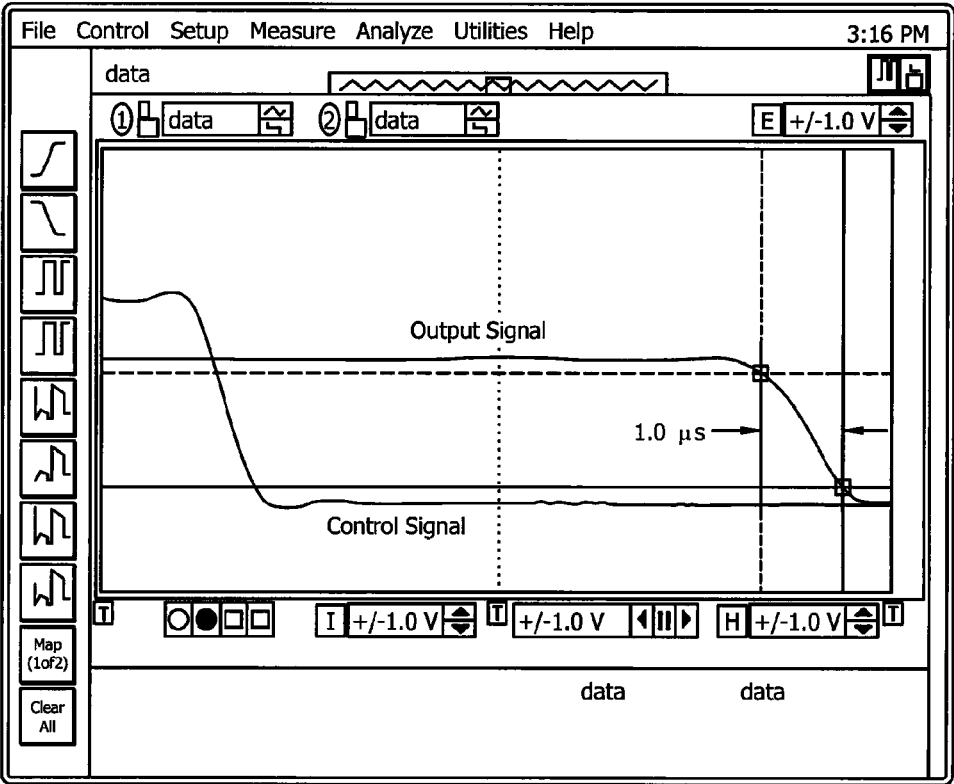 File Control Setup Measure Analyze Utilities Help 3:16 PM
data
1 data 2 data E +/-1.0 V
Output Signal
1.0 μs
Control Signal
T I +/-1.0 V T +/-1.0 V H +/-1.0 V T
Map
(1of2)
data data
Clear
All